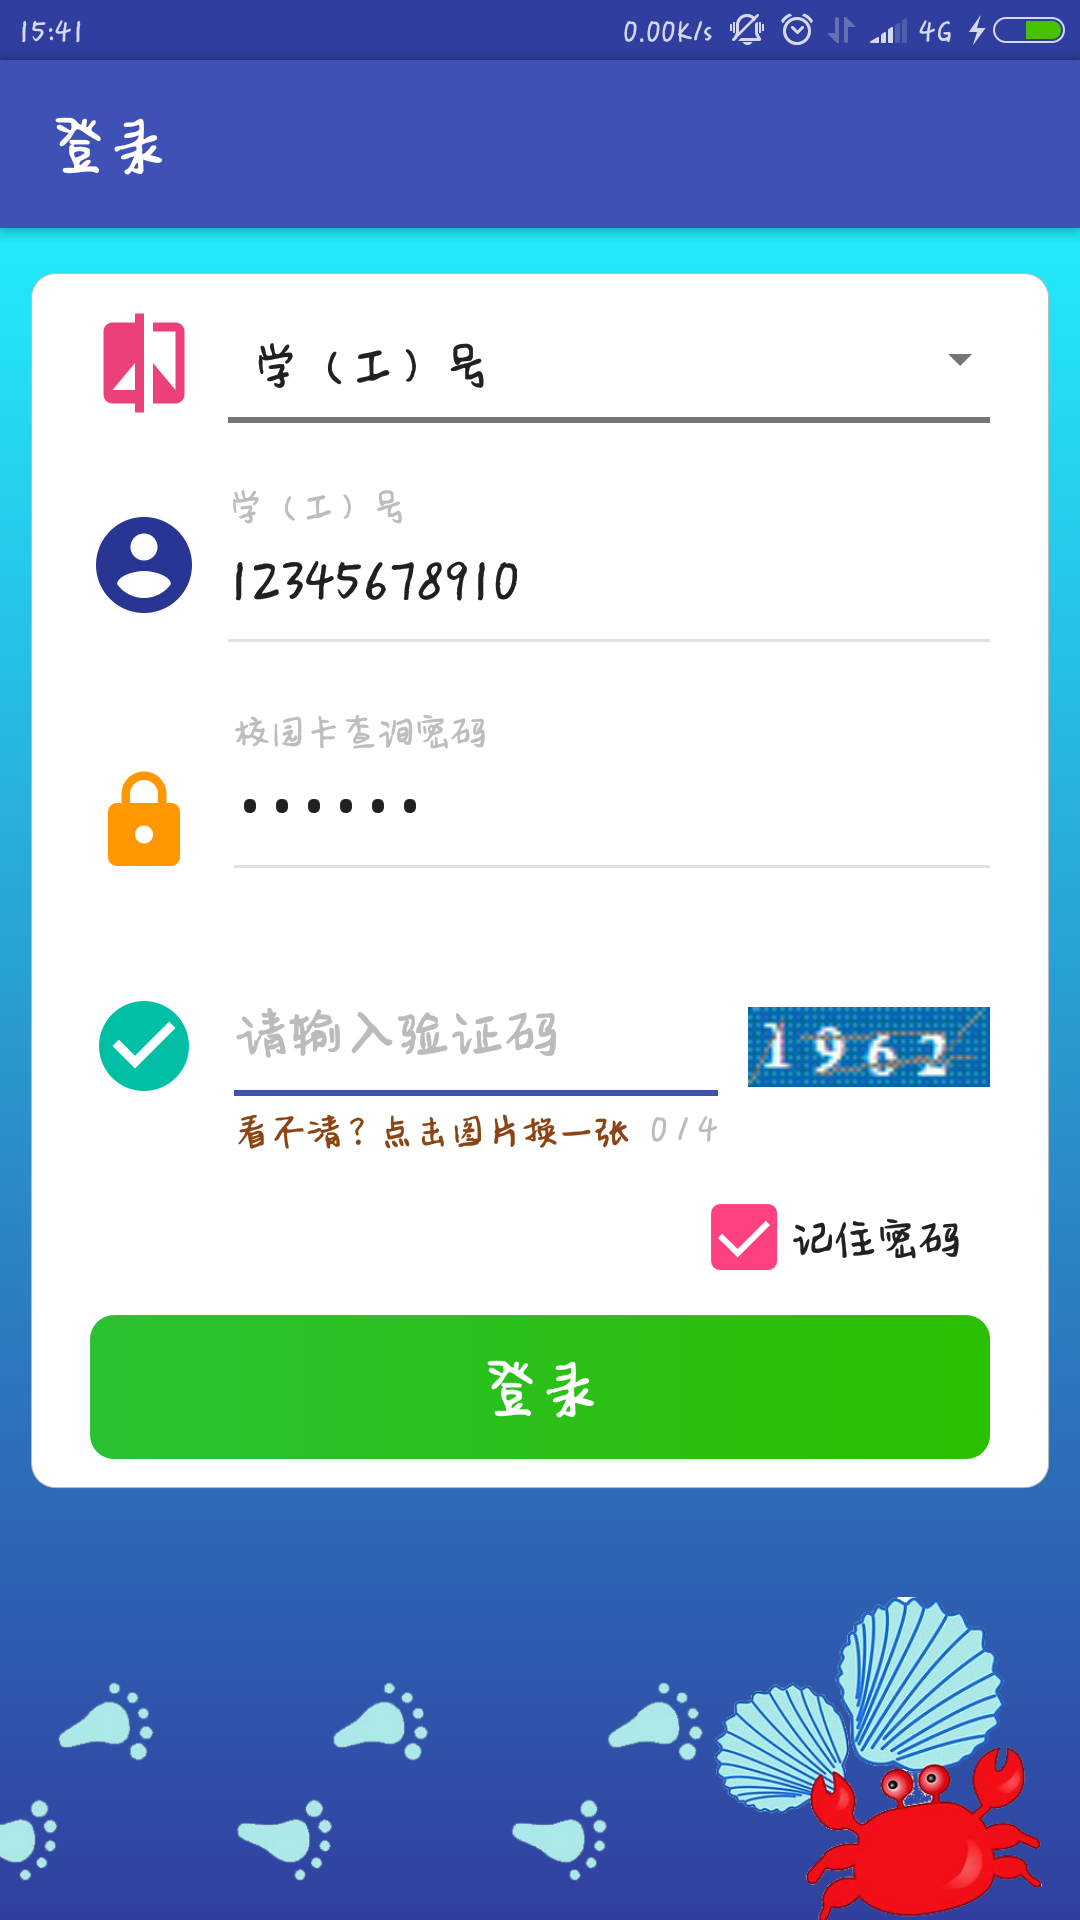 15:41 0.00K/s 4G
登录
学（工）号
学（工）号
12345678910
校园卡查询密码
••••••
请输入验证码 1962
看不清？点击图片换一张 0/4
记住密码
登录